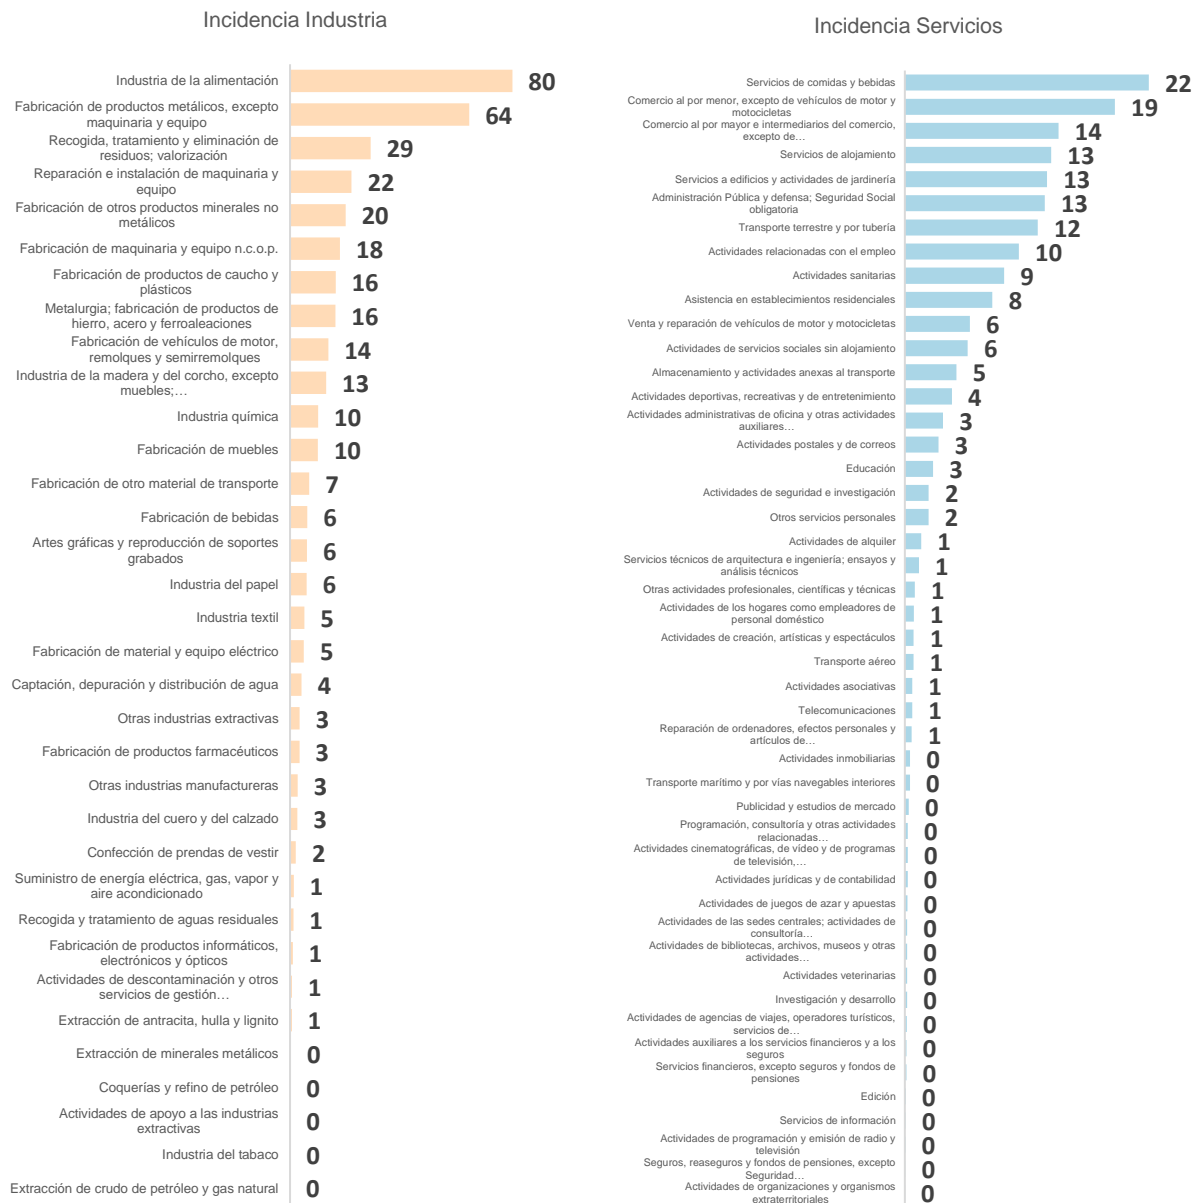 Incidencia Industria
Industria de la alimentación
80
Fabricación de productos metálicos, excepto
maquinaria y equipo
64
Recogida, tratamiento y eliminación de
residuos; valorización
29
Reparación e instalación de maquinaria y
equipo
22
Fabricación de otros productos minerales no
metálicos
20
Fabricación de maquinaria y equipo n.c.o.p.
18
Fabricación de productos de caucho y
plásticos
16
Metalurgia; fabricación de productos de
hierro, acero y ferroaleaciones
16
Fabricación de vehículos de motor,
remolques y semirremolques
14
Industria de la madera y del corcho, excepto
muebles;…
13
Industria química
10
Fabricación de muebles
10
Fabricación de otro material de transporte
7
Fabricación de bebidas
6
Artes gráficas y reproducción de soportes
grabados
6
Industria del papel
6
Industria textil
5
Fabricación de material y equipo eléctrico
5
Captación, depuración y distribución de agua
4
Otras industrias extractivas
3
Fabricación de productos farmacéuticos
3
Otras industrias manufactureras
3
Industria del cuero y del calzado
3
Confección de prendas de vestir
2
Suministro de energía eléctrica, gas, vapor y
aire acondicionado
1
Recogida y tratamiento de aguas residuales
1
Fabricación de productos informáticos,
electrónicos y ópticos
1
Actividades de descontaminación y otros
servicios de gestión…
1
Extracción de antracita, hulla y lignito
1
Extracción de minerales metálicos
0
Coquerías y refino de petróleo
0
Actividades de apoyo a las industrias
extractivas
0
Industria del tabaco
0
Extracción de crudo de petróleo y gas natural
0
Incidencia Servicios
Servicios de comidas y bebidas
22
Comercio al por menor, excepto de vehículos de motor y
motocicletas
19
Comercio al por mayor e intermediarios del comercio,
excepto de…
14
Servicios de alojamiento
13
Servicios a edificios y actividades de jardinería
13
Administración Pública y defensa; Seguridad Social
obligatoria
13
Transporte terrestre y por tubería
12
Actividades relacionadas con el empleo
10
Actividades sanitarias
9
Asistencia en establecimientos residenciales
8
Venta y reparación de vehículos de motor y motocicletas
6
Actividades de servicios sociales sin alojamiento
6
Almacenamiento y actividades anexas al transporte
5
Actividades deportivas, recreativas y de entretenimiento
4
Actividades administrativas de oficina y otras actividades
auxiliares…
3
Actividades postales y de correos
3
Educación
3
Actividades de seguridad e investigación
2
Otros servicios personales
2
Actividades de alquiler
1
Servicios técnicos de arquitectura e ingeniería; ensayos y
análisis técnicos
1
Otras actividades profesionales, científicas y técnicas
1
Actividades de los hogares como empleadores de
personal doméstico
1
Actividades de creación, artísticas y espectáculos
1
Transporte aéreo
1
Actividades asociativas
1
Telecomunicaciones
1
Reparación de ordenadores, efectos personales y
artículos de…
1
Actividades inmobiliarias
0
Transporte marítimo y por vías navegables interiores
0
Publicidad y estudios de mercado
0
Programación, consultoría y otras actividades
relacionadas…
0
Actividades cinematográficas, de vídeo y de programas
de televisión,…
0
Actividades jurídicas y de contabilidad
0
Actividades de juegos de azar y apuestas
0
Actividades de las sedes centrales; actividades de
consultoría…
0
Actividades de bibliotecas, archivos, museos y otras
actividades…
0
Actividades veterinarias
0
Investigación y desarrollo
0
Actividades de agencias de viajes, operadores turísticos,
servicios de…
0
Actividades auxiliares a los servicios financieros y a los
seguros
0
Servicios financieros, excepto seguros y fondos de
pensiones
0
Edición
0
Servicios de información
0
Actividades de programación y emisión de radio y
televisión
0
Seguros, reaseguros y fondos de pensiones, excepto
Seguridad…
0
Actividades de organizaciones y organismos
extraterritoriales
0